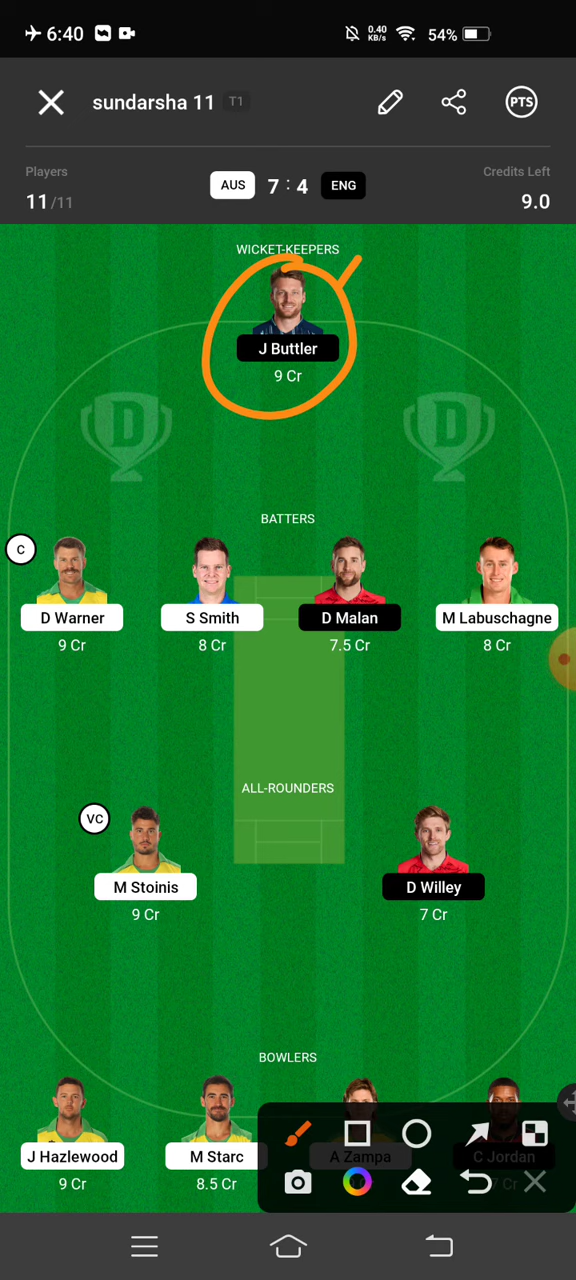 6:40 0.40 KB/s 54%
sundarsha 11 T1 PTS
Players Credits Left
11/11 AUS 7 : 4 ENG 9.0
WICKET-KEEPERS
J Buttler
9 Cr
D D
BATTERS
C
D Warner S Smith D Malan M Labuschagne
9 Cr 8 Cr 7.5 Cr 8 Cr
ALL-ROUNDERS
VC
M Stoinis D Willey
9 Cr 7 Cr
BOWLERS
J Hazlewood M Starc A Zampa C Jordan
9 Cr 8.5 Cr 7 Cr